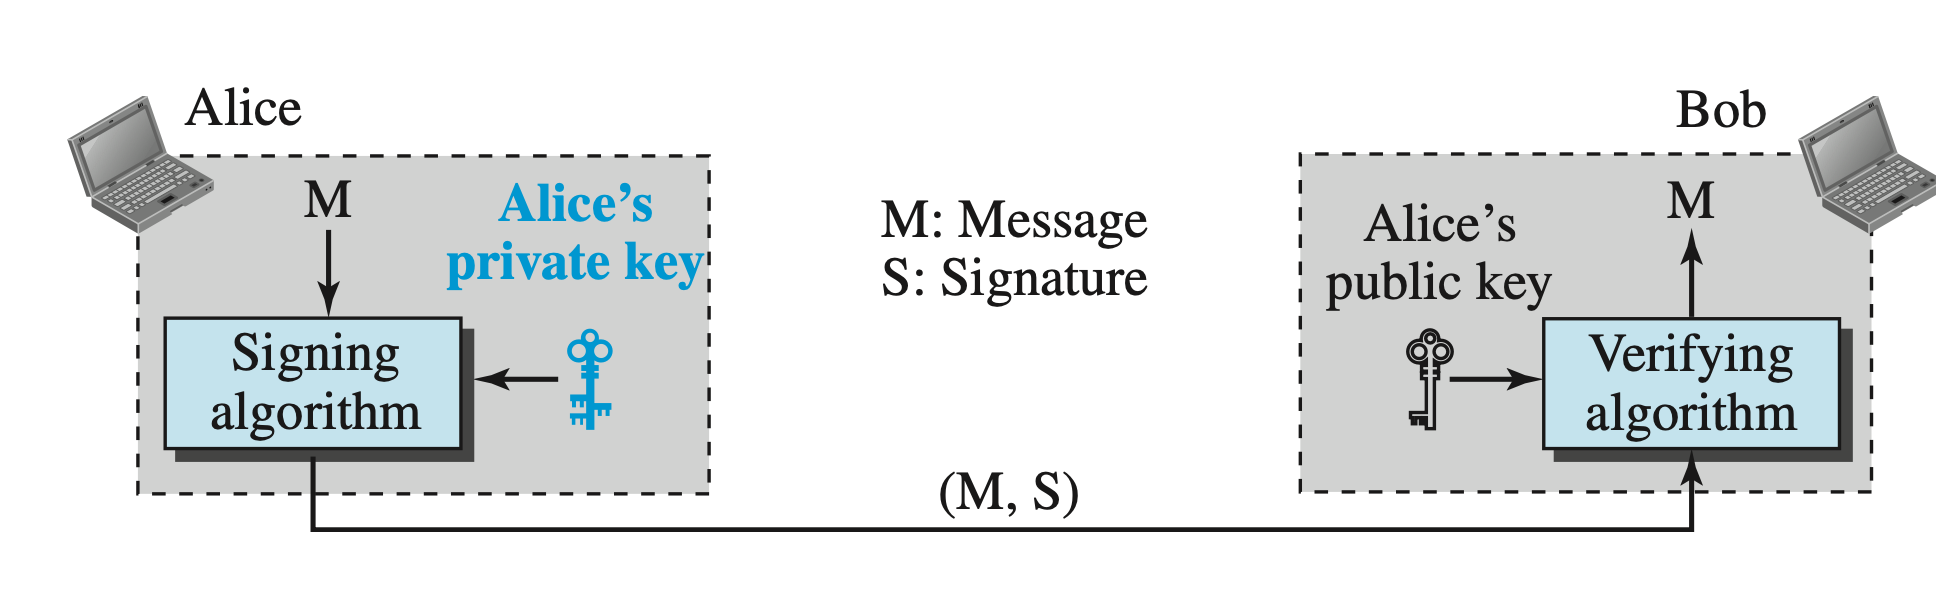 Alice
M
Alice’s
private key
Signing
algorithm
M: Message
S: Signature
(M, S)
Bob
M
Alice’s
public key
Verifying
algorithm